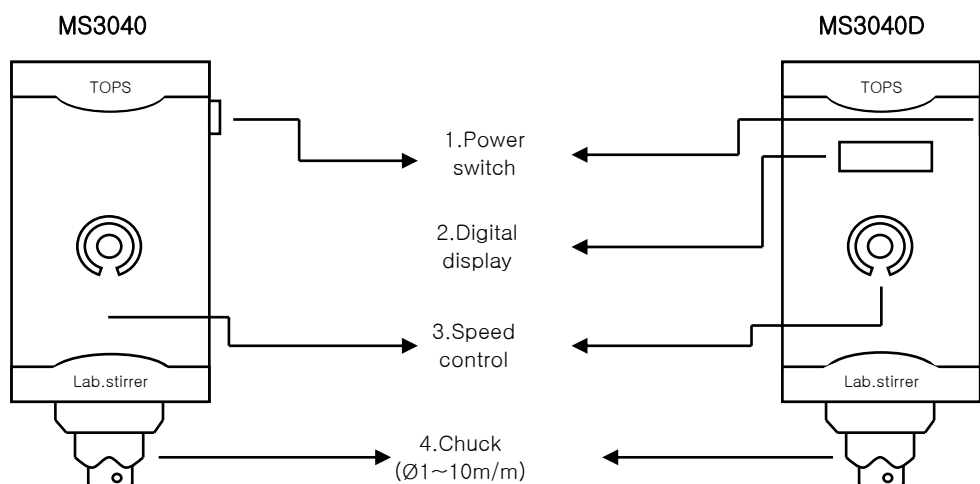 MS3040
MS3040D
TOPS
TOPS
1.Power
switch
2.Digital
display
3.Speed
control
Lab.stirrer
Lab.stirrer
4.Chuck
(Ø1~10m/m)